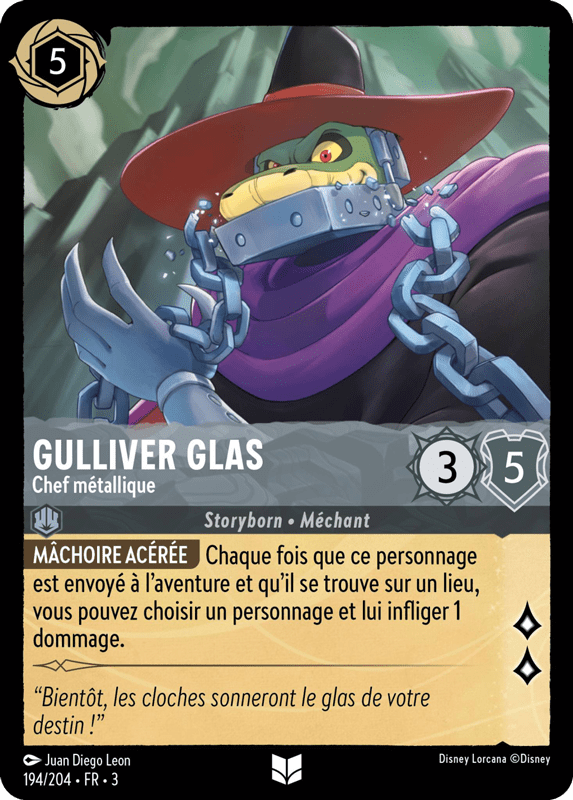 5
GULLIVER GLAS
Chef métallique
3
5
Storyborn • Méchant
MÂCHOIRE ACÉRÉE Chaque fois que ce personnage
est envoyé à l’aventure et qu’il se trouve sur un lieu,
vous pouvez choisir un personnage et lui infliger 1
dommage.
“Bientôt, les cloches sonneront le glas de votre
destin !”
Juan Diego Leon
Disney Lorcana ©Disney
194/204 • FR • 3